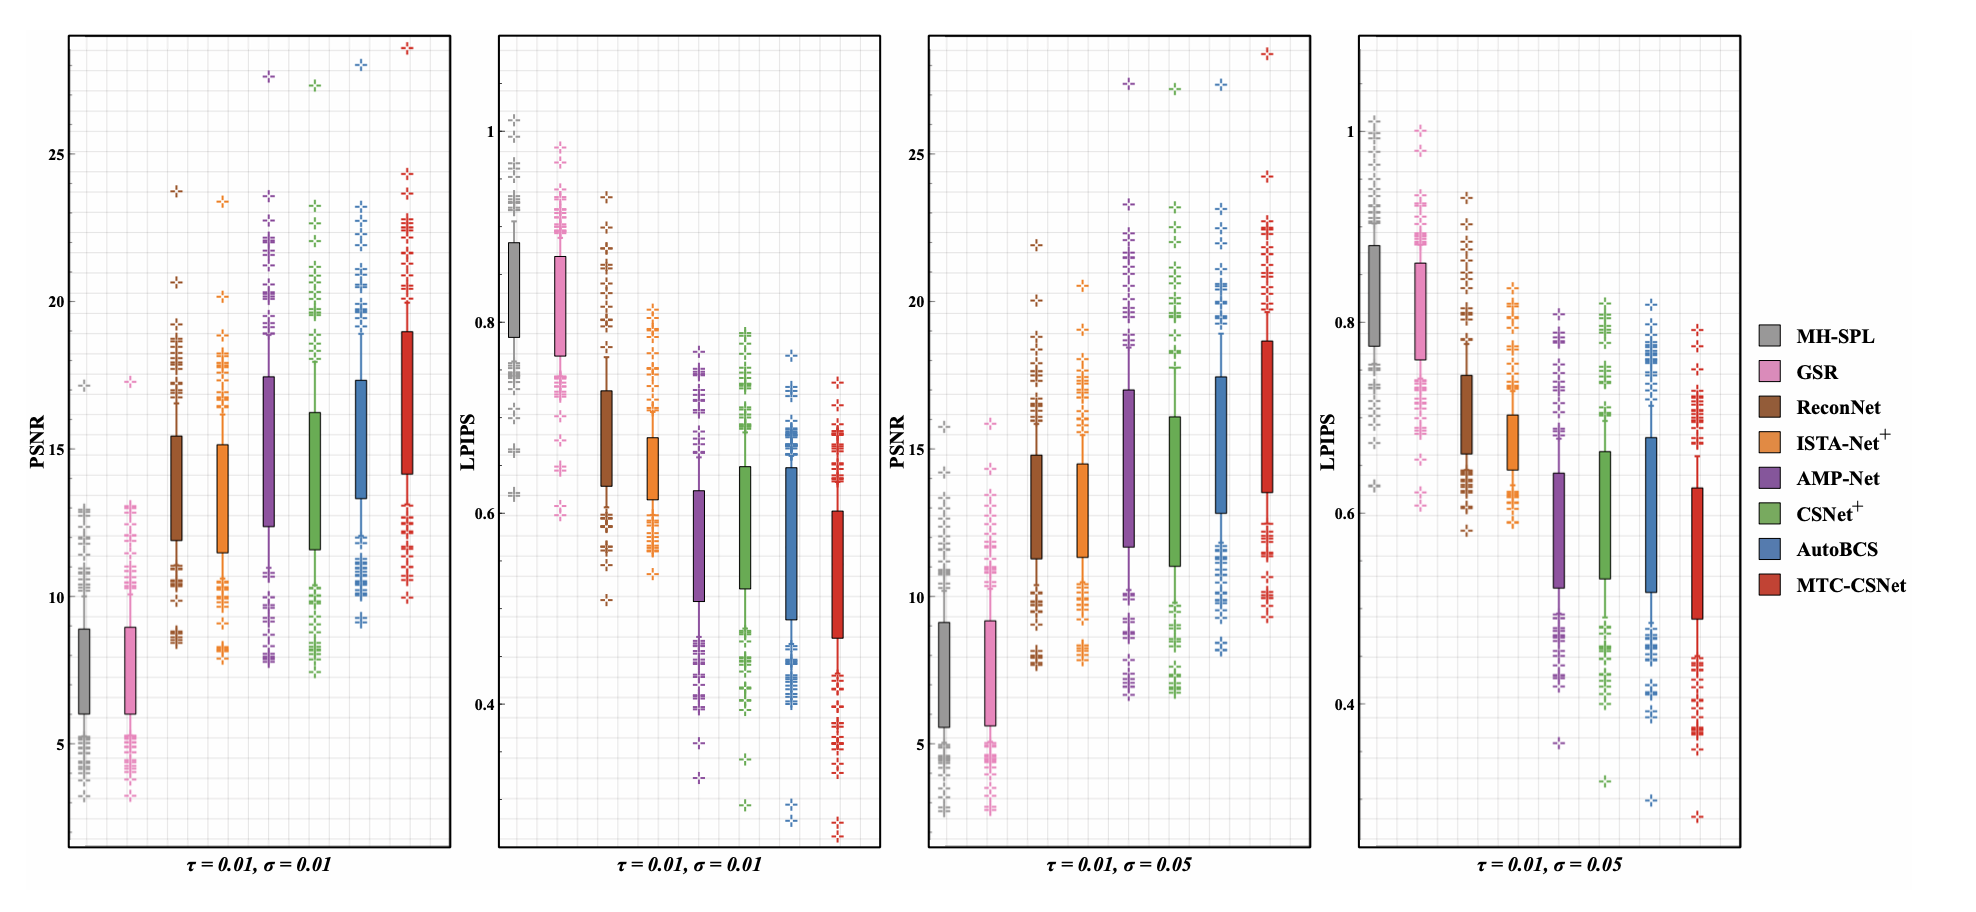 PSNR
25
20
15
10
5
τ = 0.01, σ = 0.01
LPIPS
1
0.8
0.6
0.4
τ = 0.01, σ = 0.01
PSNR
25
20
15
10
5
τ = 0.01, σ = 0.05
LPIPS
1
0.8
0.6
0.4
τ = 0.01, σ = 0.05
MH-SPL
GSR
ReconNet
ISTA-Net⁺
AMP-Net
CSNet⁺
AutoBCS
MTC-CSNet